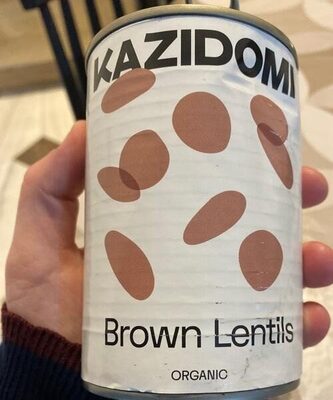 KAZIDOMI
Brown Lentils
ORGANIC